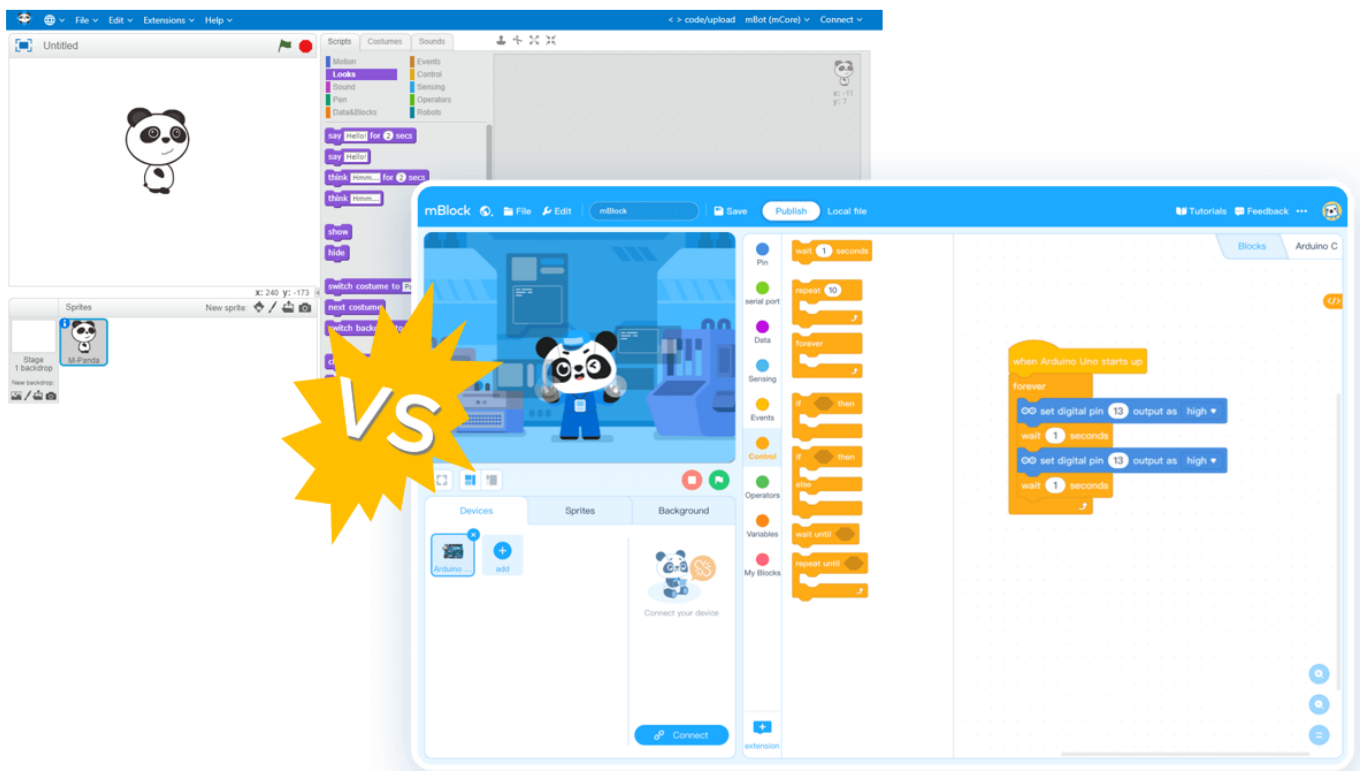 File Edit Extensions Help
< > code/upload mBot (mCore) Connect
Untitled
Scripts Costumes Sounds
Motion Events
Looks Control
Sound Sensing
Pen Operators
Data&Blocks Robots
x: -11
y: 7
say Hello! for 2 secs
say Hello!
think Hmm... for 2 secs
think Hmm...
show
hide
switch costume to
next costume
switch
x: 240 y: -173
Sprites New sprite:
Stage
1 backdrop
M-Panda
New backdrop:
VS
mBlock File Edit mBlock Save Publish Local file
Tutorials Feedback
Blocks Arduino C
Pin
serial port
Data
Sensing
Events
Control
Operators
Variables
My Blocks
extension
wait 1 seconds
repeat 10
forever
if then
if then
else
wait until
repeat until
when Arduino Uno starts up
forever
set digital pin 13 output as high
wait 1 seconds
set digital pin 13 output as high
wait 1 seconds
Devices Sprites Background
Arduino ...
add
Connect your device
Connect